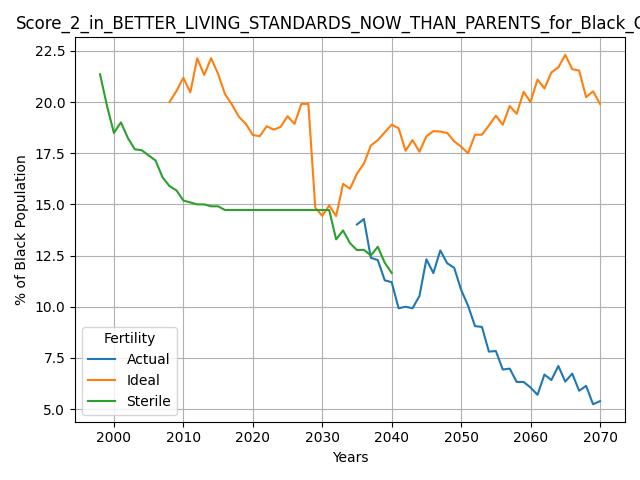 Score_2_in_BETTER_LIVING_STANDARDS_NOW_THAN_PARENTS_for_Black_
% of Black Population
22.5
20.0
17.5
15.0
12.5
10.0
7.5
5.0
Fertility
Actual
Ideal
Sterile
2000 2010 2020 2030 2040 2050 2060 2070
Years